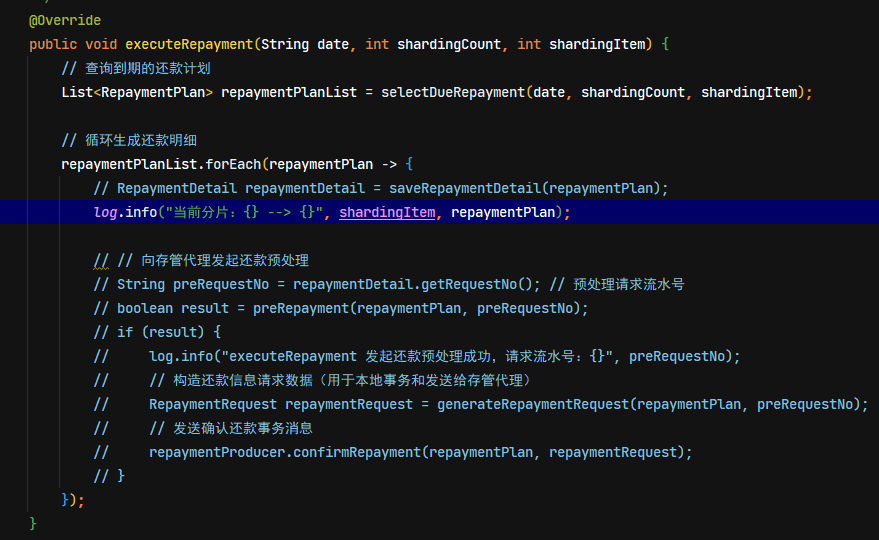 @Override
public void executeRepayment(String date, int shardingCount, int shardingItem) {
// 查询到期的还款计划
List<RepaymentPlan> repaymentPlanList = selectDueRepayment(date, shardingCount, shardingItem);
// 循环生成还款明细
repaymentPlanList.forEach(repaymentPlan -> {
// RepaymentDetail repaymentDetail = saveRepaymentDetail(repaymentPlan);
log.info("当前分片：{} --> {}", shardingItem, repaymentPlan);
// // 向存管代理发起还款预处理
// String preRequestNo = repaymentDetail.getRequestNo(); // 预处理请求流水号
// boolean result = preRepayment(repaymentPlan, preRequestNo);
// if (result) {
//     log.info("executeRepayment 发起还款预处理成功，请求流水号：{}", preRequestNo);
//     // 构造还款信息请求数据（用于本地事务和发送给存管代理）
//     RepaymentRequest repaymentRequest = generateRepaymentRequest(repaymentPlan, preRequestNo);
//     // 发送确认还款事务消息
//     repaymentProducer.confirmRepayment(repaymentPlan, repaymentRequest);
// }
});
}